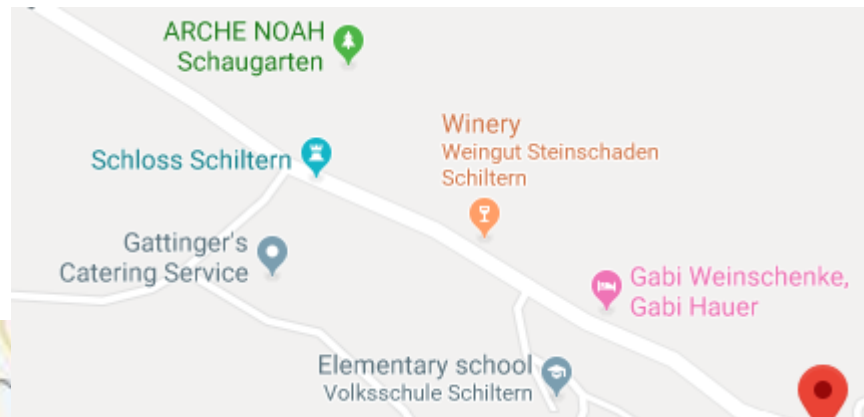 ARCHE NOAH
Schaugarten
Winery
Weingut Steinschaden
Schiltern
Schloss Schiltern
Gattinger's
Catering Service
Gabi Weinschenke,
Gabi Hauer
Elementary school
Volksschule Schiltern